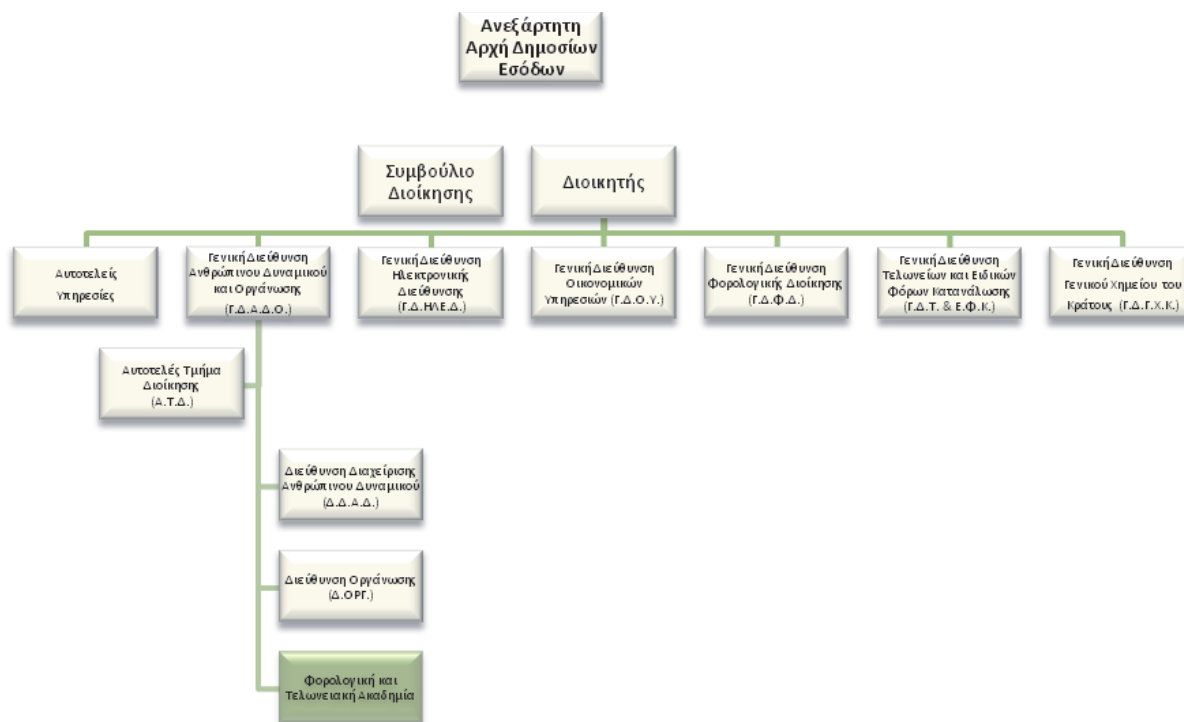 Ανεξάρτητη
Αρχή Δημοσίων
Εσόδων
Συμβούλιο
Διοίκησης
Διοικητής
Αυτοτελείς
Υπηρεσίες
Γενική Διεύθυνση
Ανθρώπινου Δυναμικού
και Οργάνωσης
(Γ.Δ.Α.Δ.Ο.)
Γενική Διεύθυνση
Ηλεκτρονικής
Διεύθυνσης
(Γ.Δ.ΗΛΕ.Δ.)
Γενική Διεύθυνση
Οικονομικών
Υπηρεσιών (Γ.Δ.Ο.Υ.)
Γενική Διεύθυνση
Φορολογικής Διοίκησης
(Γ.Δ.Φ.Δ.)
Γενική Διεύθυνση
Τελωνείων και Ειδικών
Φόρων Κατανάλωσης
(Γ.Δ.Τ. & Ε.Φ.Κ.)
Γενική Διεύθυνση
Γενικού Χημείου του
Κράτους (Γ.Δ.Γ.Χ.Κ.)
Αυτοτελές Τμήμα
Διοίκησης
(Α.Τ.Δ.)
Διεύθυνση Διαχείρισης
Ανθρώπινου Δυναμικού
(Δ.Δ.Α.Δ.)
Διεύθυνση Οργάνωσης
(Δ.ΟΡΓ.)
Φορολογική και
Τελωνειακή Ακαδημία